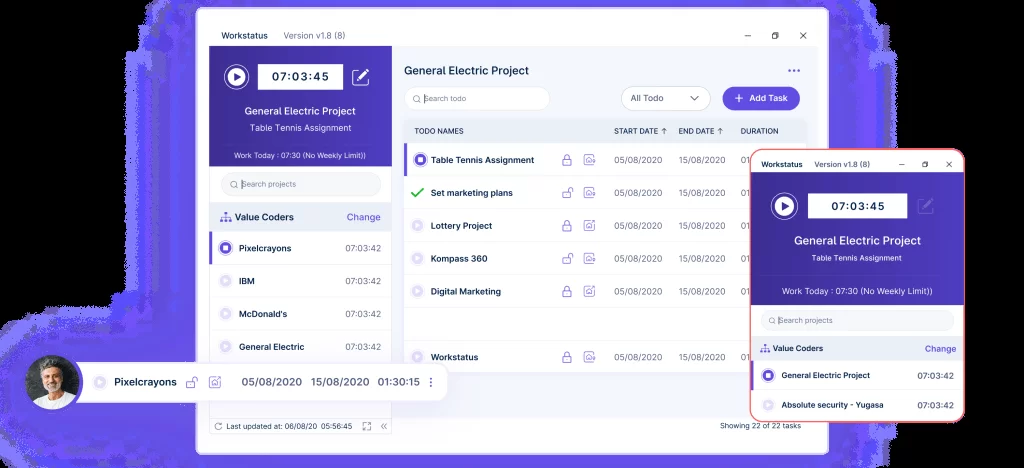 Workstatus Version v1.8 (8)
07:03:45
General Electric Project
Table Tennis Assignment
Work Today : 07:30 (No Weekly Limit))
Search projects
Value Coders Change
Pixelcrayons 07:03:42
IBM 07:03:42
McDonald's 07:03:42
General Electric 07:03:42
Last updated at: 06/08/20 05:56:45
General Electric Project
Search todo All Todo + Add Task
TODO NAMES START DATE ↑ END DATE ↑ DURATION
Table Tennis Assignment 05/08/2020 15/08/2020 01
Set marketing plans 05/08/2020 15/08/2020 01
Lottery Project 05/08/2020 15/08/2020 01
Kompass 360 05/08/2020 15/08/2020 01
Digital Marketing 05/08/2020 15/08/2020 01
Workstatus 05/08/2020 15/08/2020 01
Showing 22 of 22 tasks
Pixelcrayons 05/08/2020 15/08/2020 01:30:15
Workstatus Version v1.8 (8)
07:03:45
General Electric Project
Table Tennis Assignment
Work Today : 07:30 (No Weekly Limit))
Search projects
Value Coders Change
General Electric Project 07:03:42
Absolute security - Yugasa 07:03:42